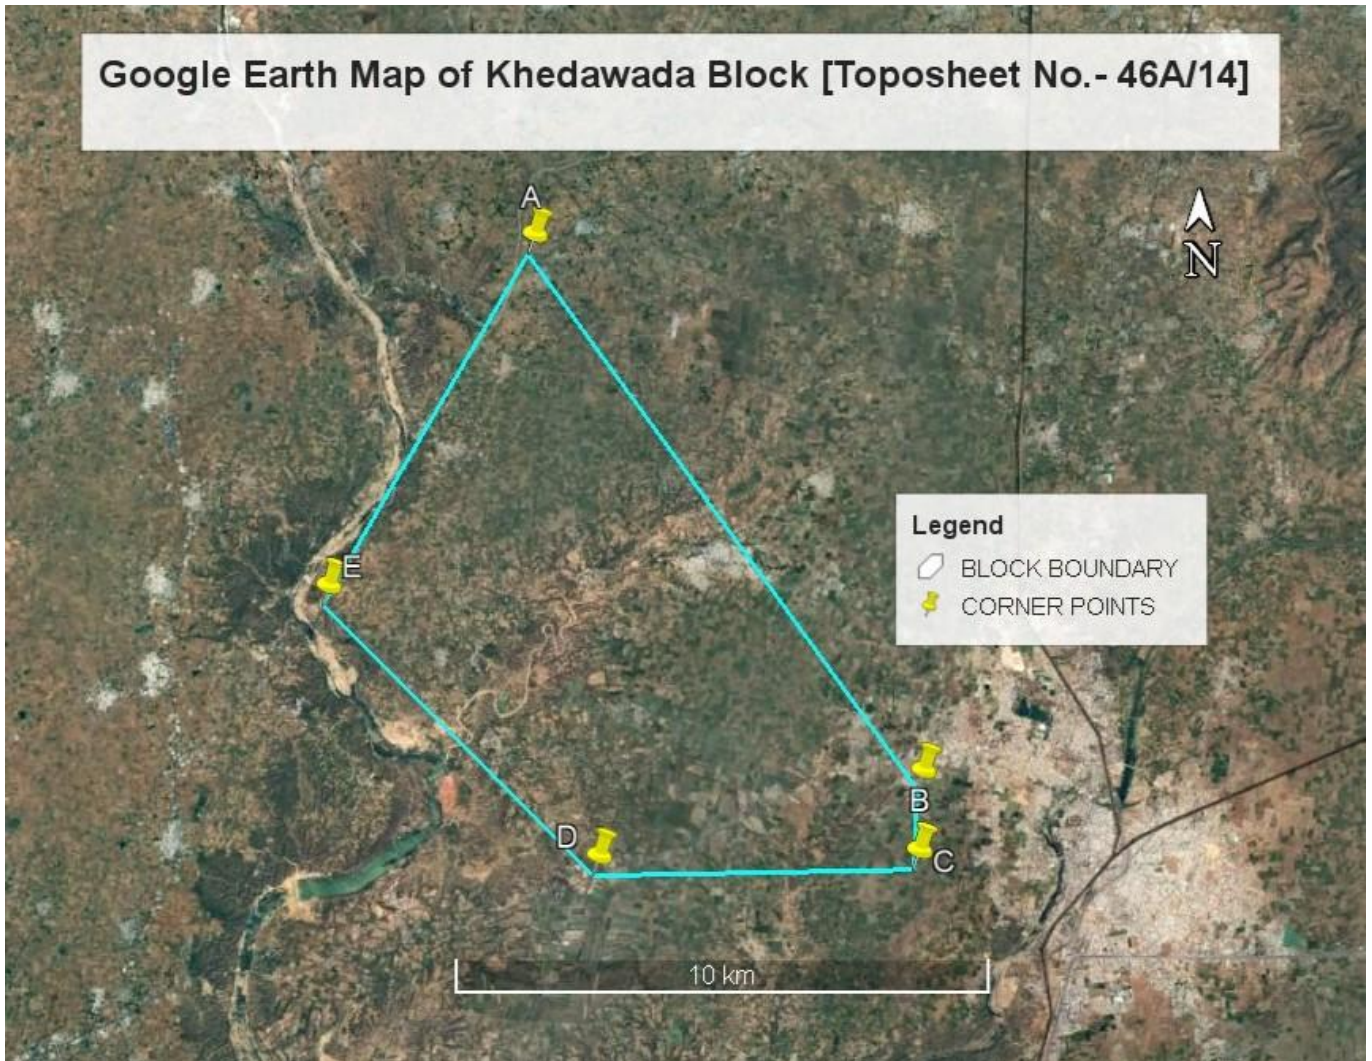 Google Earth Map of Khedawada Block [Toposheet No.- 46A/14]
A
N
Legend
BLOCK BOUNDARY
CORNER POINTS
E
B
D
C
10 km